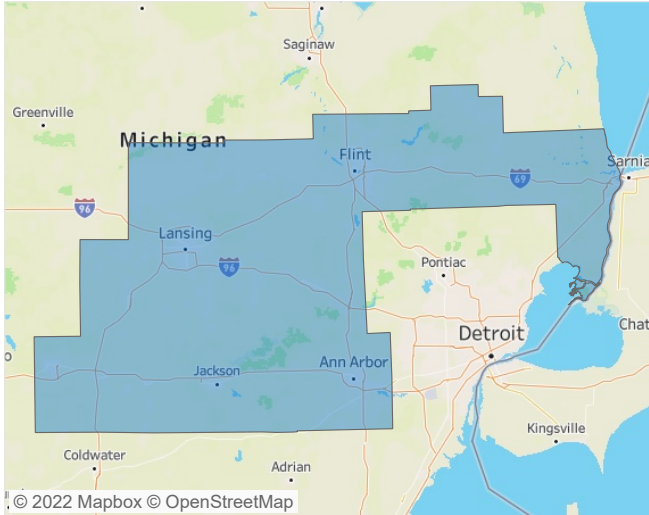 Saginaw
Greenville
Michigan
Flint
69
Sarnia
96
Lansing
96
Pontiac
Detroit
Chat
Jackson
Ann Arbor
Kingsville
Coldwater
Adrian
© 2022 Mapbox © OpenStreetMap